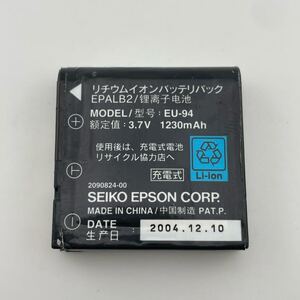 リチウムイオンバッテリパック
EPALB2/锂离子电池
MODEL/型号: EU-94
额定值: 3.7V 1230mAh
使用後は、充電式電池
リサイクル協力店へ
充電式
Li-ion
2090824-00
SEIKO EPSON CORP.
MADE IN CHINA/中国制造 PAT.P.
DATE
生产日
2004.12.10